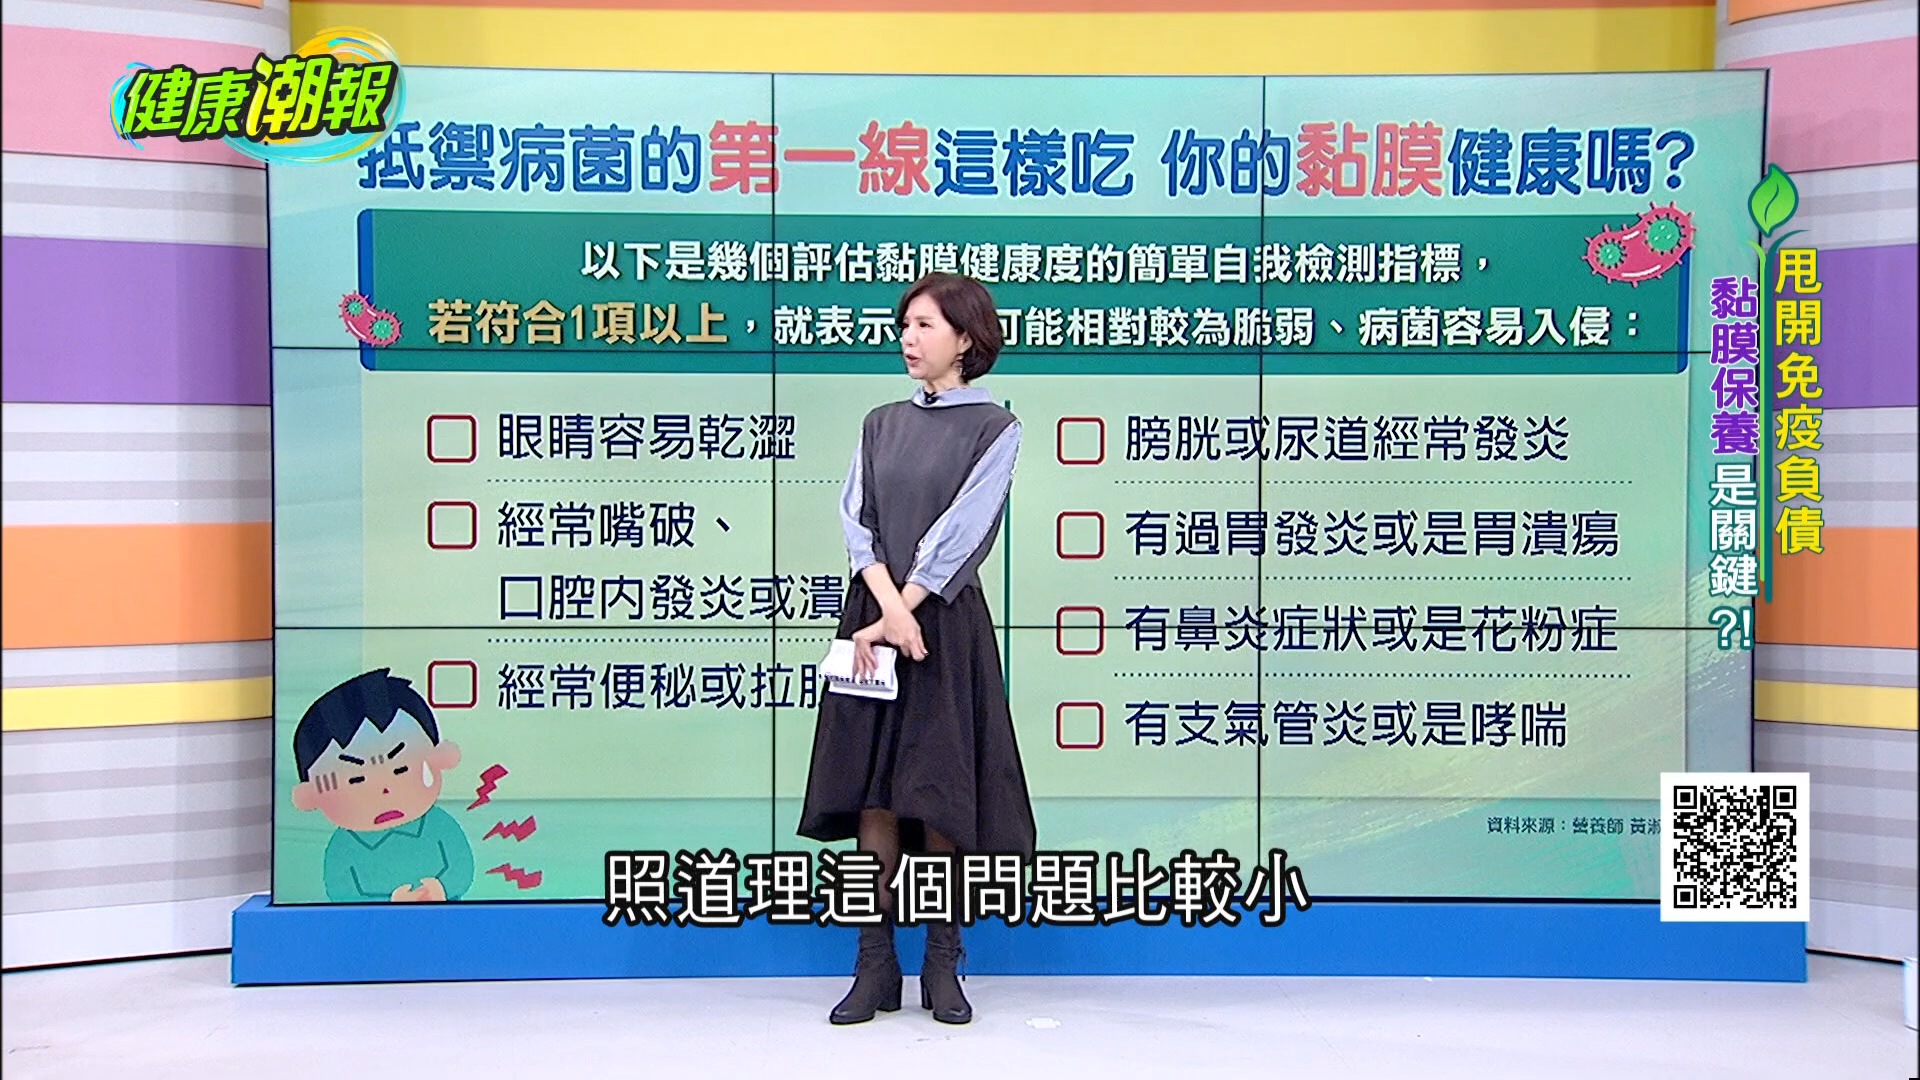 健康潮報
抵禦病菌的第一線這樣吃 你的黏膜健康嗎?
以下是幾個評估黏膜健康度的簡單自我檢測指標，
若符合1項以上，就表示 可能相對較為脆弱、病菌容易入侵：
眼睛容易乾澀
經常嘴破、
口腔內發炎或潰
經常便秘或拉
膀胱或尿道經常發炎
有過胃發炎或是胃潰瘍
有鼻炎症狀或是花粉症
有支氣管炎或是哮喘
資料來源：營養師 黃淑
甩開免疫負債
黏膜保養是關鍵?!
照道理這個問題比較小